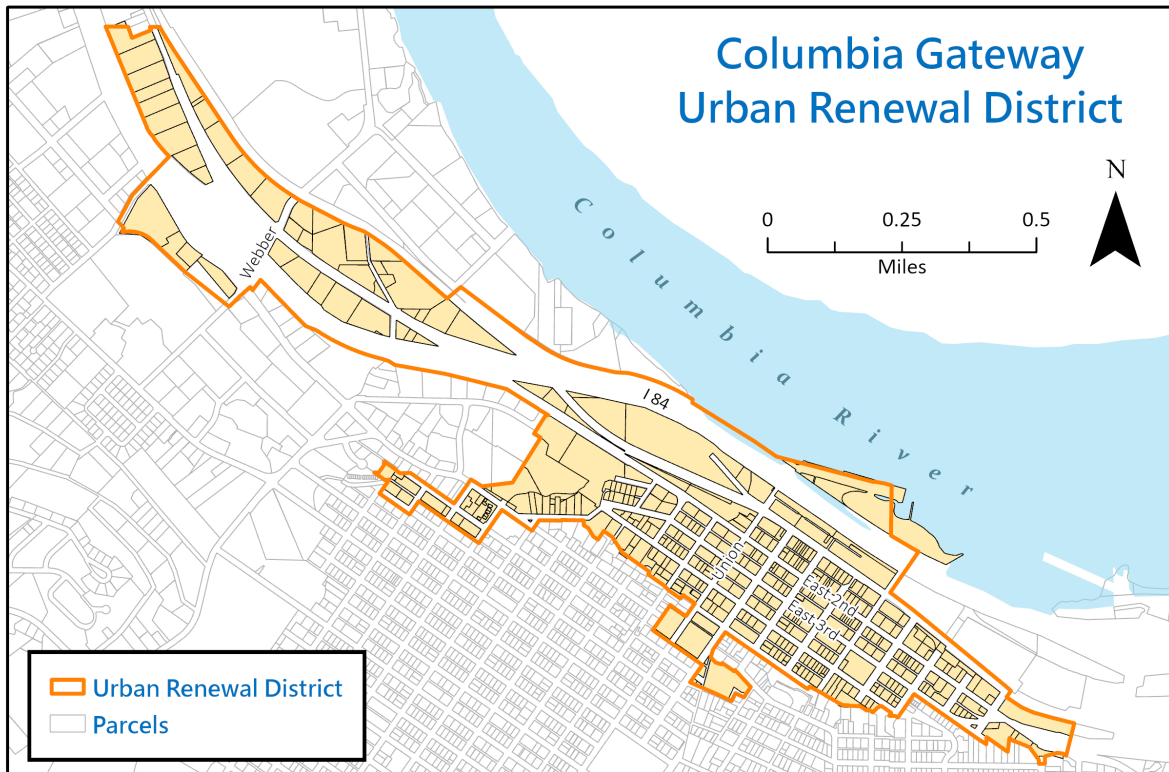 Columbia Gateway
Urban Renewal District
N
0 0.25 0.5
Miles
Columbia River
Webber
I 84
Union
East 2nd
East 3rd
Urban Renewal District
Parcels